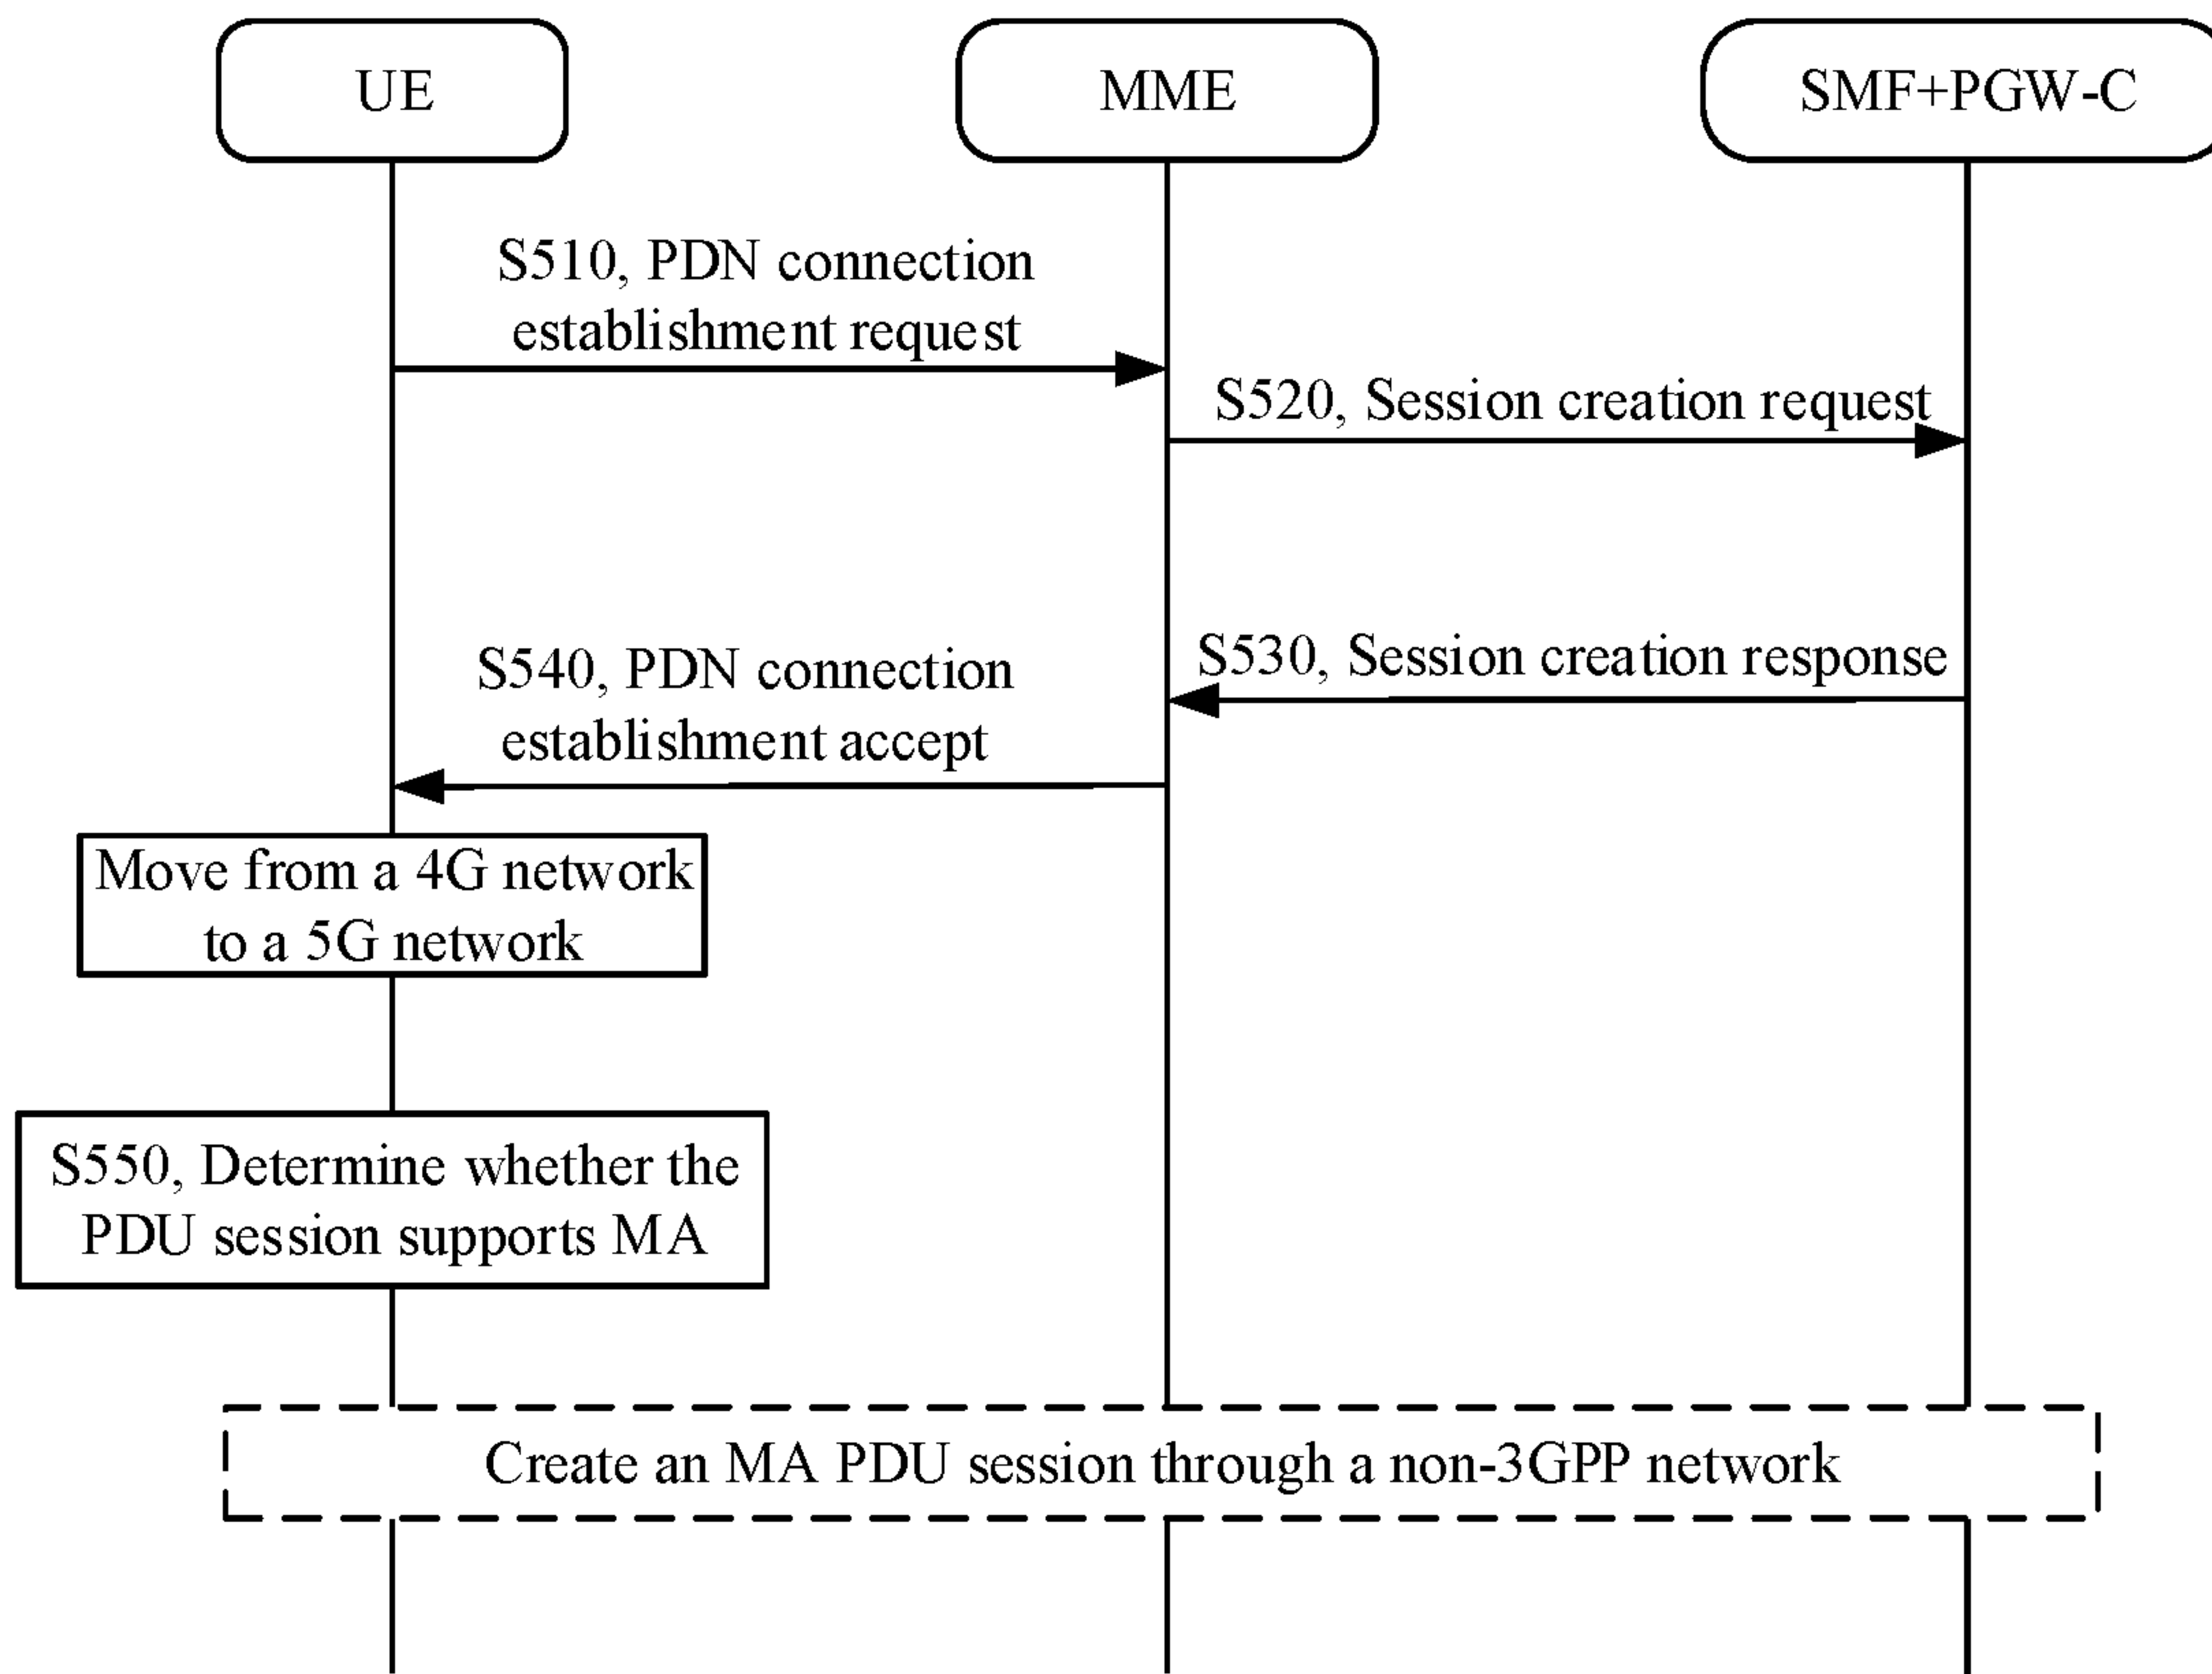 UE
MME
SMF+PGW-C
S510, PDN connection
establishment request
S520, Session creation request
S530, Session creation response
S540, PDN connection
establishment accept
Move from a 4G network
to a 5G network
S550, Determine whether the
PDU session supports MA
Create an MA PDU session through a non-3GPP network